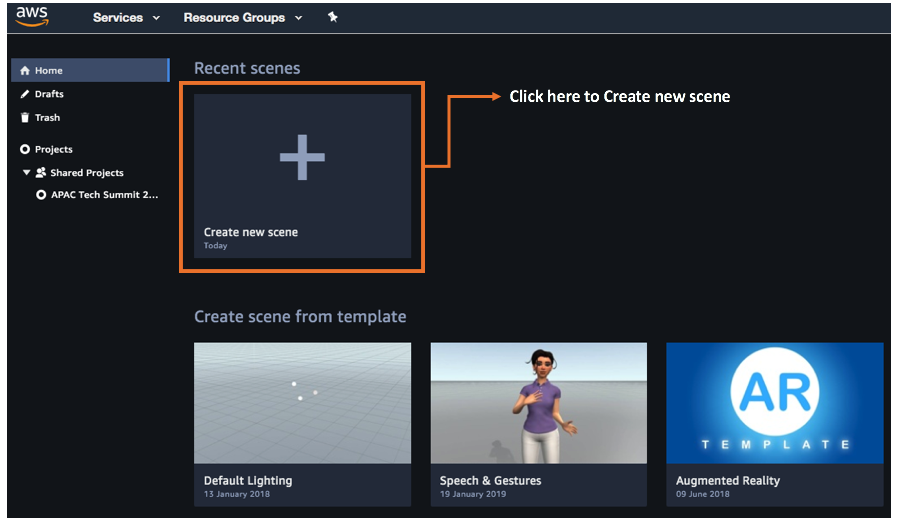 aws
Services
Resource Groups
Home
Drafts
Trash
Projects
Shared Projects
APAC Tech Summit 2...
Recent scenes
Create new scene
Today
Click here to Create new scene
Create scene from template
Default Lighting
13 January 2018
Speech & Gestures
19 January 2019
AR
TEMPLATE
Augmented Reality
09 June 2018